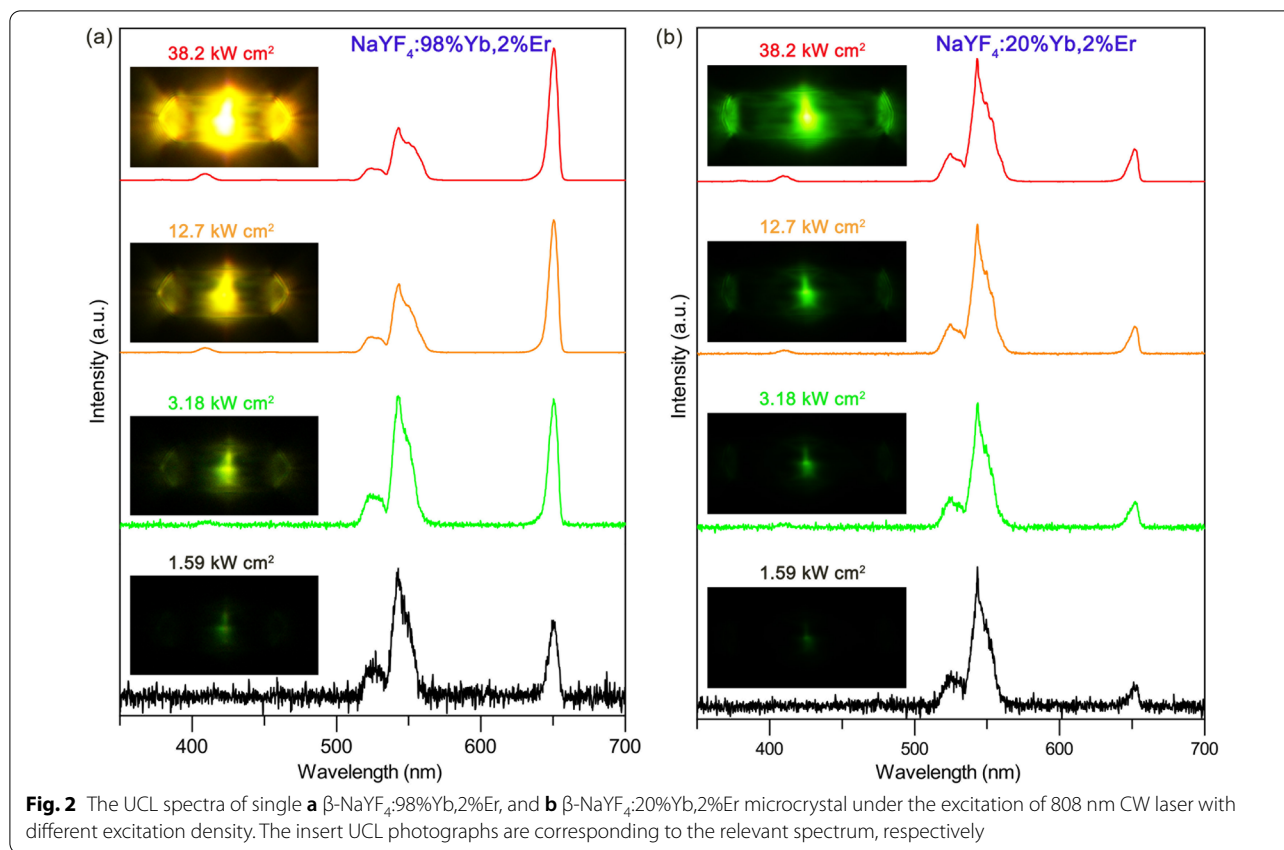 (a)
NaYF₄:98%Yb,2%Er
38.2 kW cm²
12.7 kW cm²
3.18 kW cm²
1.59 kW cm²
Intensity (a.u.)
400 500 600 700
Wavelength (nm)
(b)
NaYF₄:20%Yb,2%Er
38.2 kW cm²
12.7 kW cm²
3.18 kW cm²
1.59 kW cm²
Intensity (a.u.)
400 500 600 700
Wavelength (nm)
Fig. 2 The UCL spectra of single a β-NaYF₄:98%Yb,2%Er, and b β-NaYF₄:20%Yb,2%Er microcrystal under the excitation of 808 nm CW laser with
different excitation density. The insert UCL photographs are corresponding to the relevant spectrum, respectively